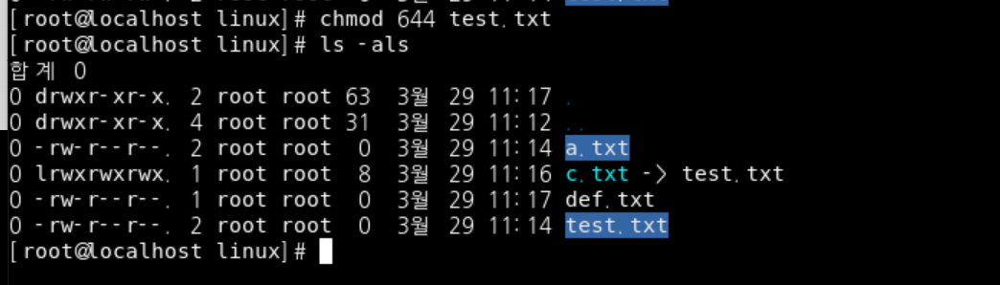 [root@localhost linux]# chmod 644 test.txt
[root@localhost linux]# ls -als
합계 0
0 drwxr-xr-x. 2 root root 63 3월 29 11:17 .
0 drwxr-xr-x. 4 root root 31 3월 29 11:12 ..
0 -rw-r--r--. 2 root root 0 3월 29 11:14 a.txt
0 lrwxrwxrwx. 1 root root 8 3월 29 11:16 c.txt -> test.txt
0 -rw-r--r--. 1 root root 0 3월 29 11:17 def.txt
0 -rw-r--r--. 2 root root 0 3월 29 11:14 test.txt
[root@localhost linux]#